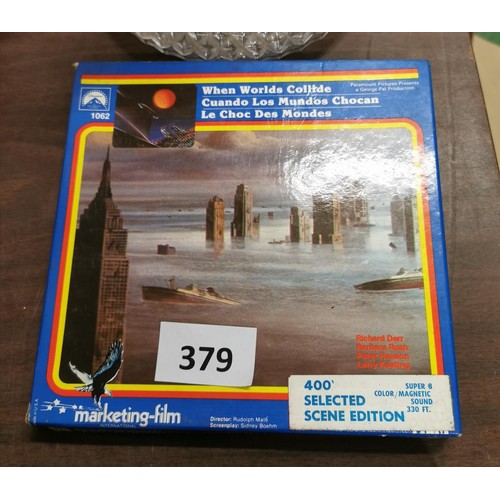 When Worlds Collide
Cuando Los Mundos Chocan
Le Choc Des Mondes
Paramount Pictures Presents
a George Pal Production
1062
Richard Derr
Barbara Rush
379
400'
SELECTED
SCENE EDITION
SUPER 8
COLOR/MAGNETIC
SOUND
330 FT.
marketing-film
INTERNATIONAL
Director: Rudolph Maté
Screenplay: Sidney Boehm